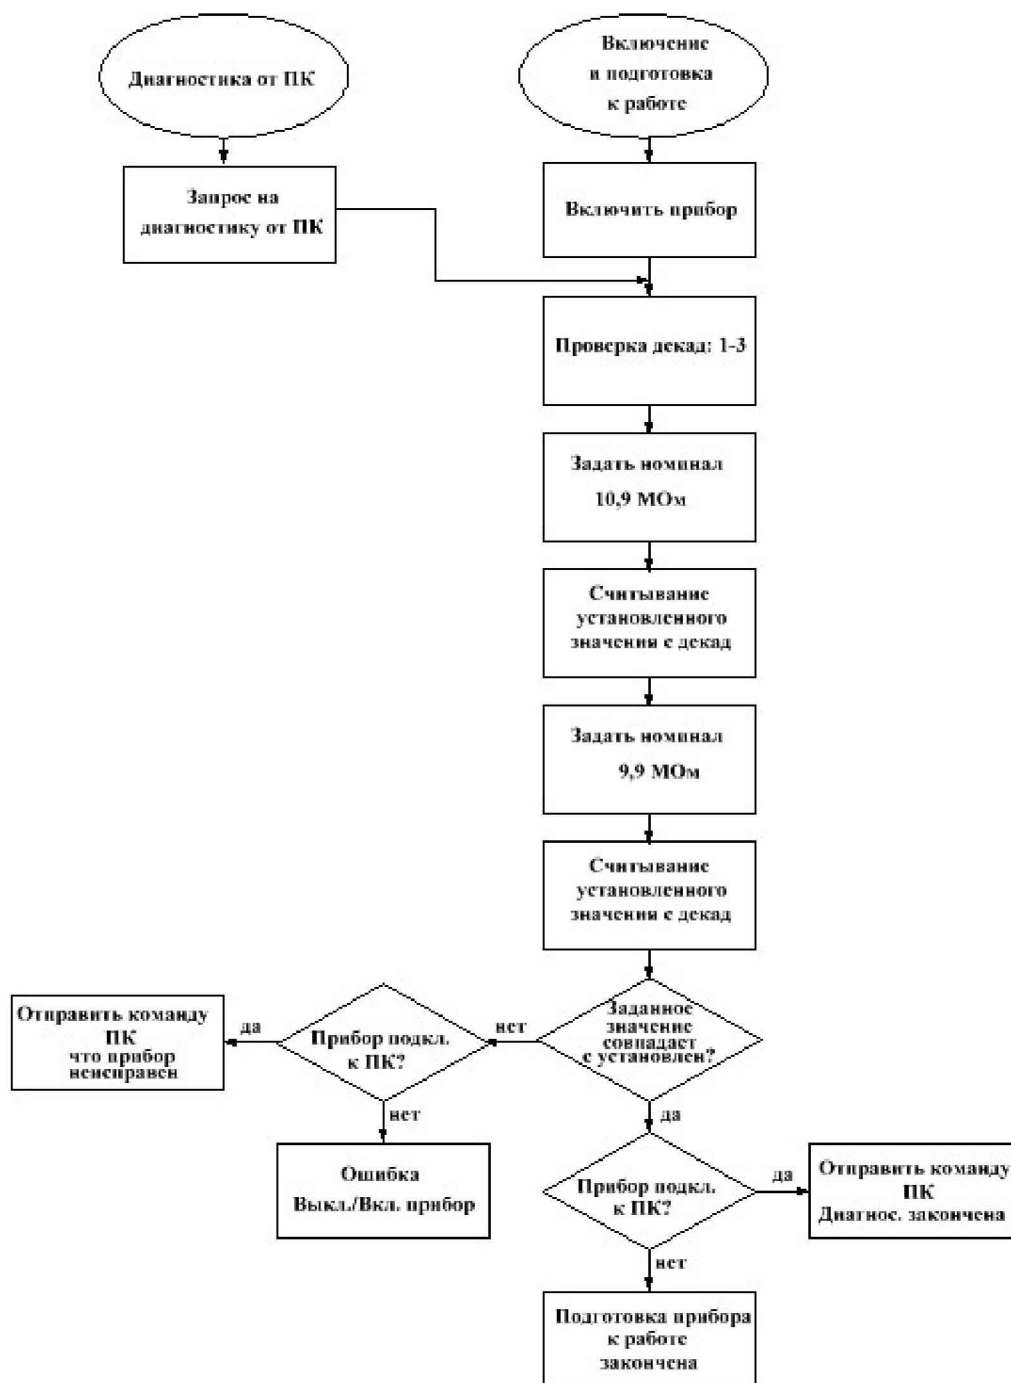 Диагностика от ПК
Включение
и подготовка
к работе
Запрос на
диагностику от ПК
Включить прибор
Проверка декад: 1-3
Задать номинал
10,9 МОм
Считывание
установленного
значения с декад
Задать номинал
9,9 МОм
Считывание
установленного
значения с декад
Заданное
значение
совпадает
с установлен?
нет
Прибор подкл.
к ПК?
да
Отправить команду
ПК
что прибор
неисправен
нет
Ошибка
Выкл./Вкл. прибор
да
Прибор подкл.
к ПК?
да
Отправить команду
ПК
Диагнос. закончена
нет
Подготовка прибора
к работе
закончена